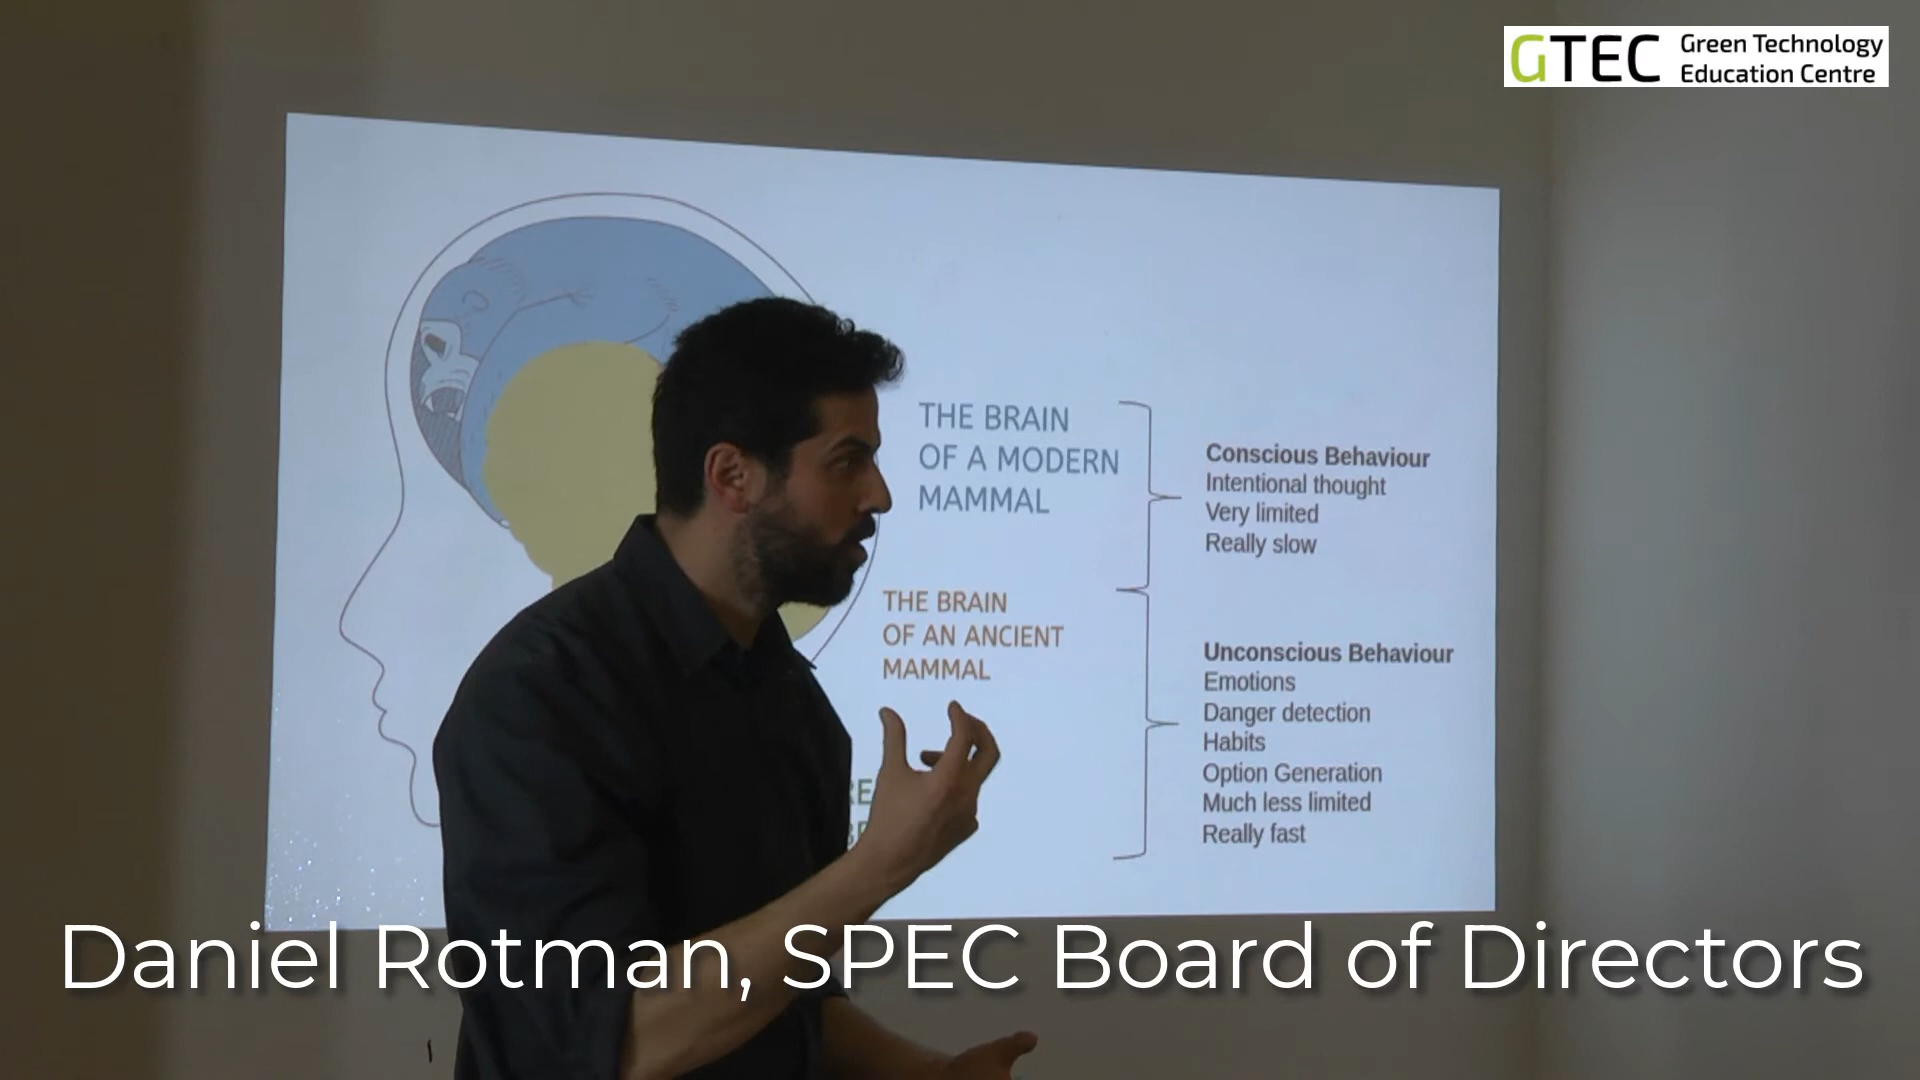 GTEC
Green Technology
Education Centre
THE BRAIN
OF A MODERN
MAMMAL
Conscious Behaviour
Intentional thought
Very limited
Really slow
THE BRAIN
OF AN ANCIENT
MAMMAL
Unconscious Behaviour
Emotions
Danger detection
Habits
Option Generation
Much less limited
Really fast
Daniel Rotman, SPEC Board of Directors